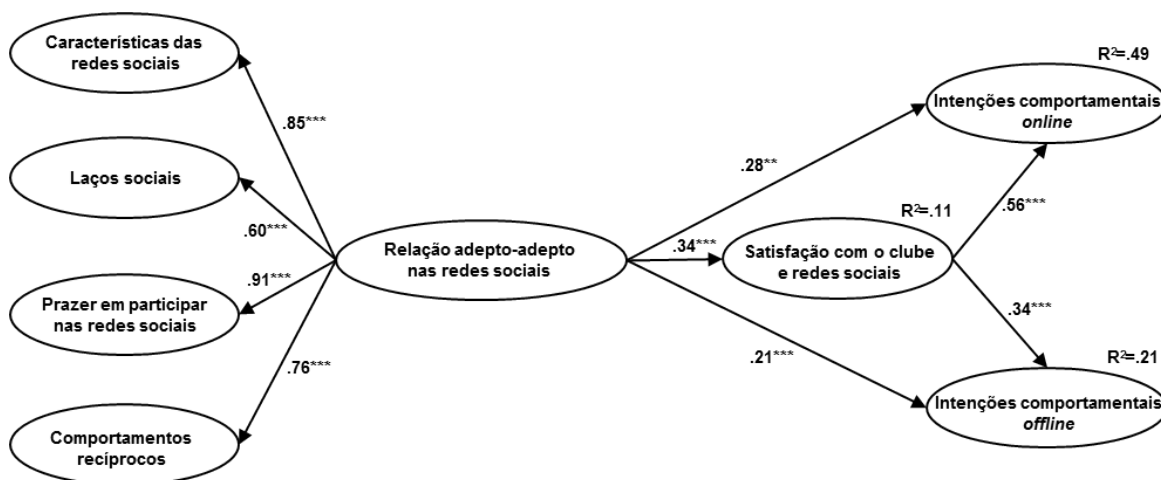 Características das
redes sociais
Laços sociais
Prazer em participar
nas redes sociais
Comportamentos
recíprocos
.85***
.60***
.91***
.76***
Relação adepto-adepto
nas redes sociais
.28**
.34***
.21***
R²=.11
Satisfação com o clube
e redes sociais
.56***
.34***
R²=.49
Intenções comportamentais
online
R²=.21
Intenções comportamentais
offline